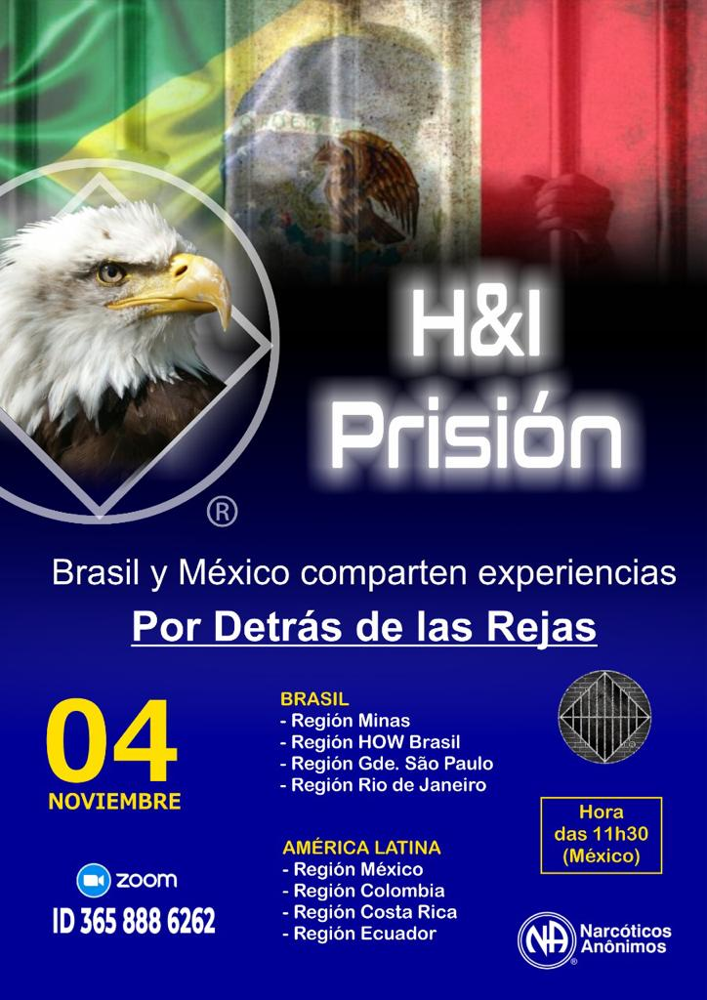 H&I
Prisión
®
Brasil y México comparten experiencias
Por Detrás de las Rejas
04
NOVIEMBRE
zoom
ID 365 888 6262
BRASIL
- Región Minas
- Región HOW Brasil
- Región Gde. São Paulo
- Región Rio de Janeiro
AMÉRICA LATINA
- Región México
- Región Colombia
- Región Costa Rica
- Región Ecuador
®
Hora
das 11h30
(México)
NA
®
Narcóticos
Anônimos